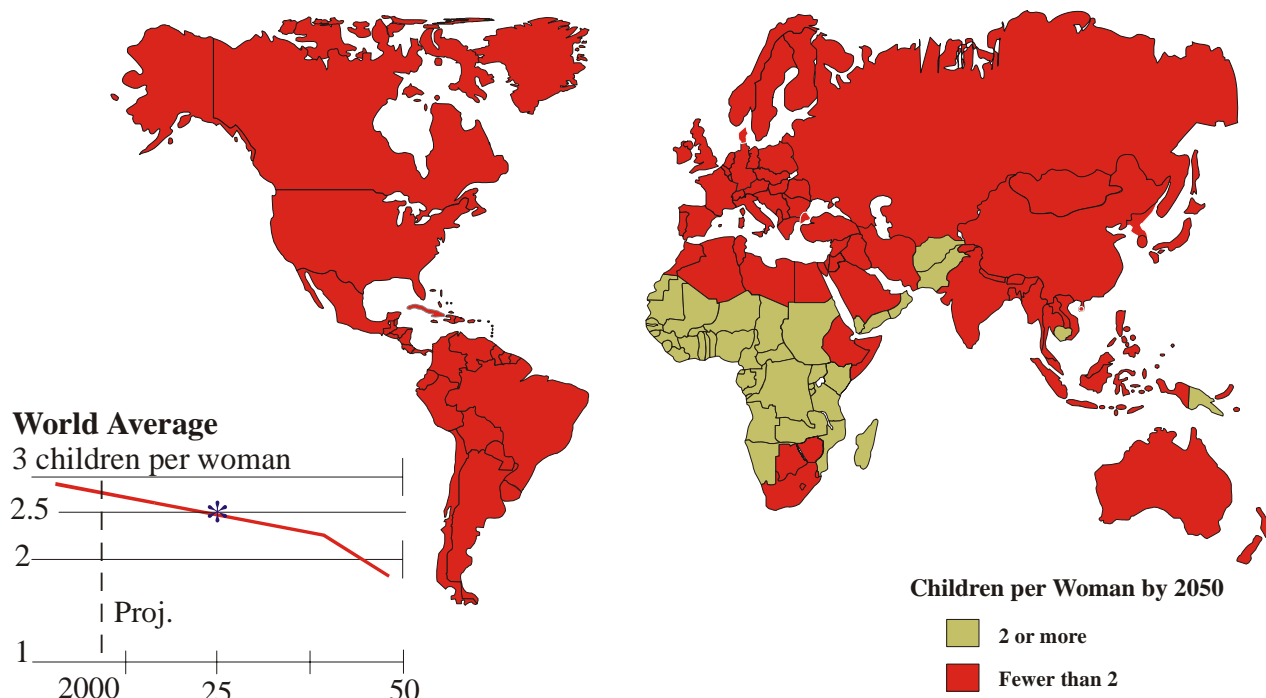 World Average
3 children per woman
2.5
2
Proj.
1
2000
25
50
Children per Woman by 2050
2 or more
Fewer than 2